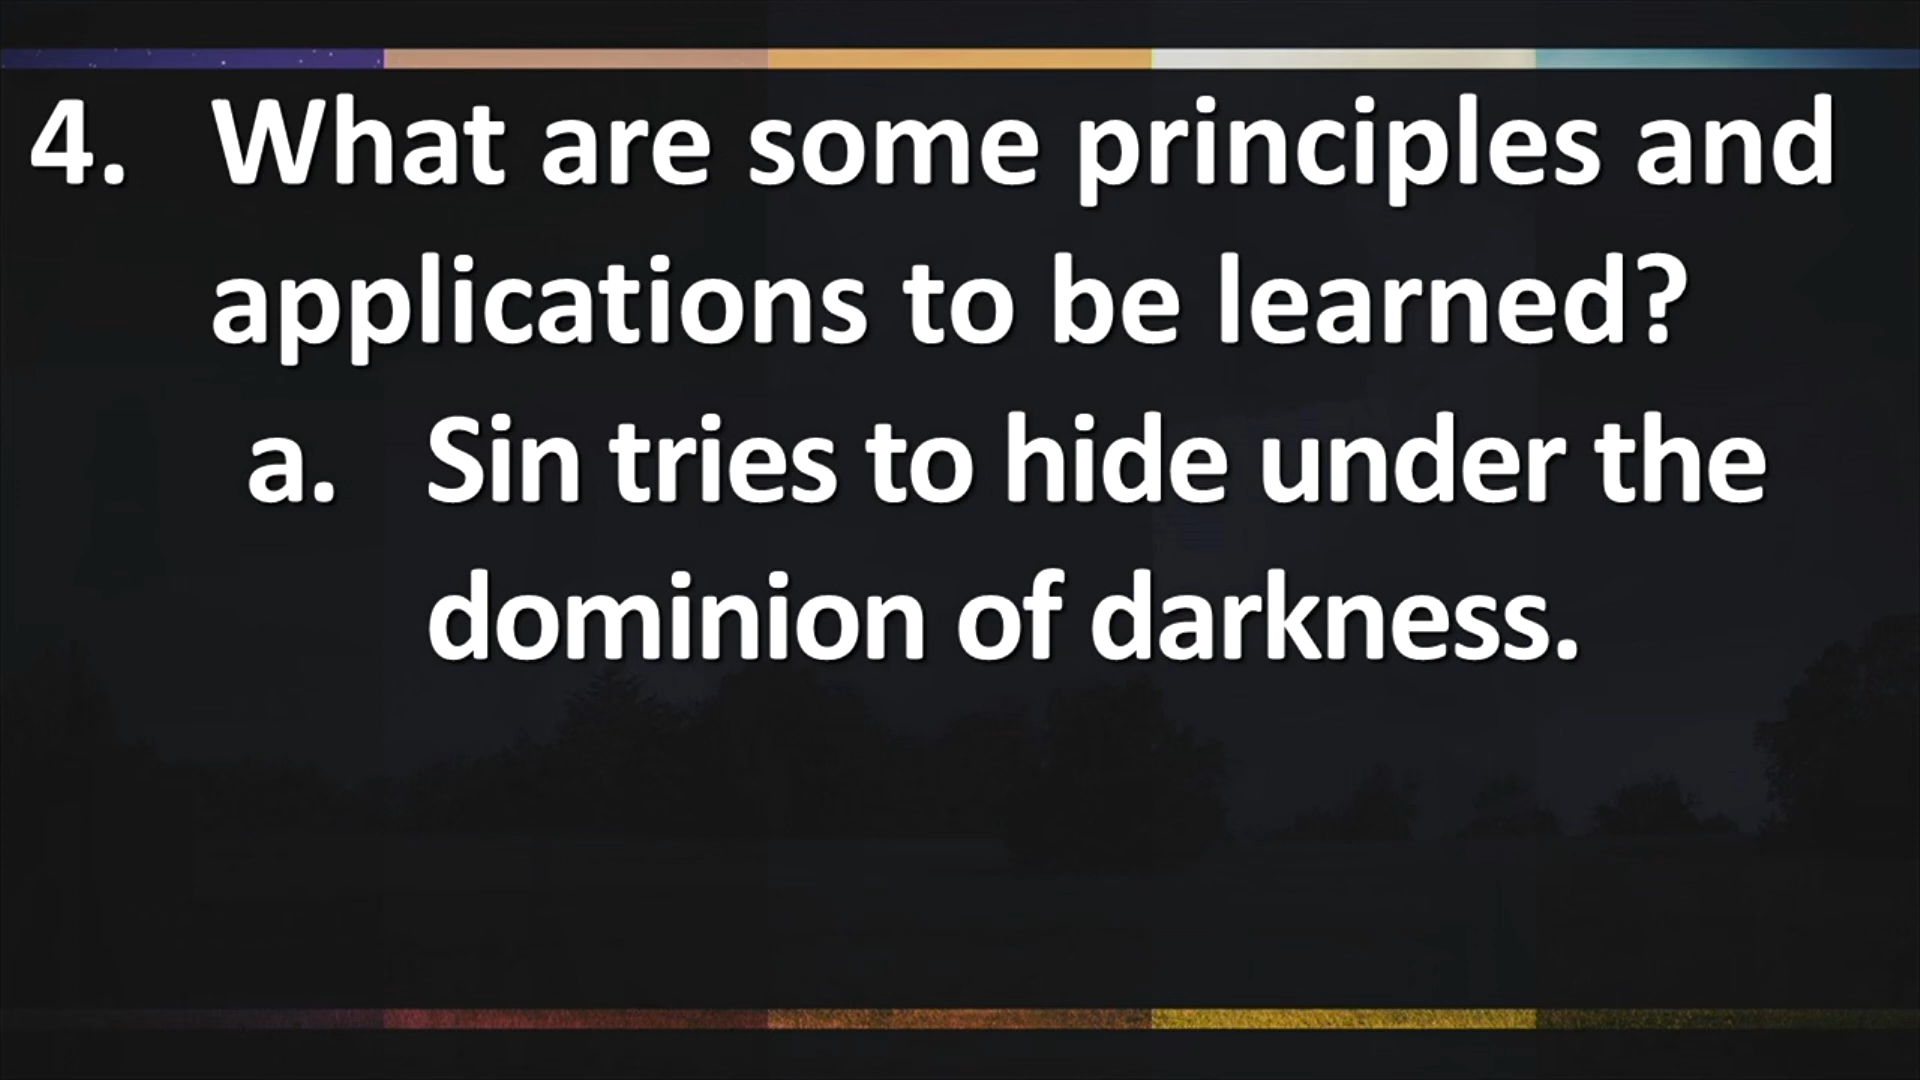 4. What are some principles and
applications to be learned?
a. Sin tries to hide under the
dominion of darkness.